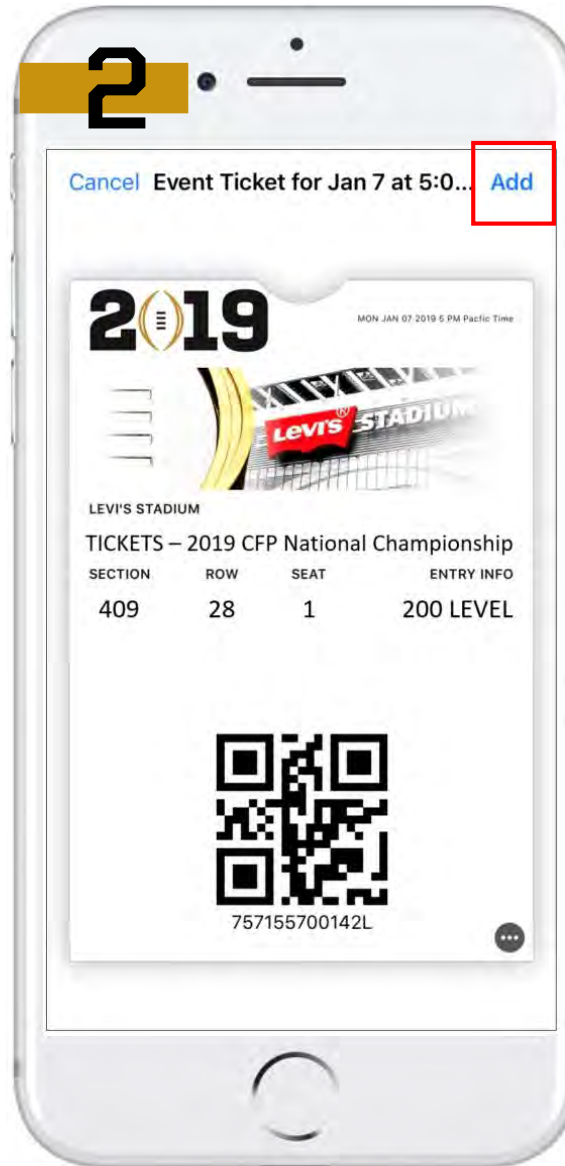 2
Cancel Event Ticket for Jan 7 at 5:0... Add
2019
MON JAN 07 2019 5 PM Pacfic Time
LEVI'S STADIUM
LEVI'S STADIUM
TICKETS – 2019 CFP National Championship
SECTION ROW SEAT ENTRY INFO
409 28 1 200 LEVEL
757155700142L